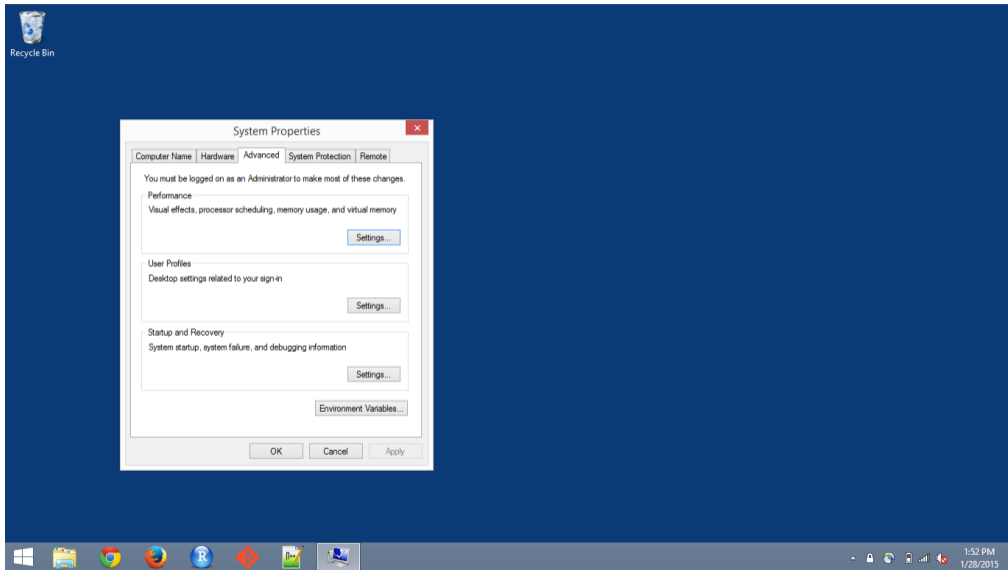 Recycle Bin
System Properties
Computer Name Hardware Advanced System Protection Remote
You must be logged on as an Administrator to make most of these changes.
Performance
Visual effects, processor scheduling, memory usage, and virtual memory
Settings...
User Profiles
Desktop settings related to your sign-in
Settings...
Startup and Recovery
System startup, system failure, and debugging information
Settings...
Environment Variables...
OK Cancel Apply
R
1:52 PM
1/28/2015